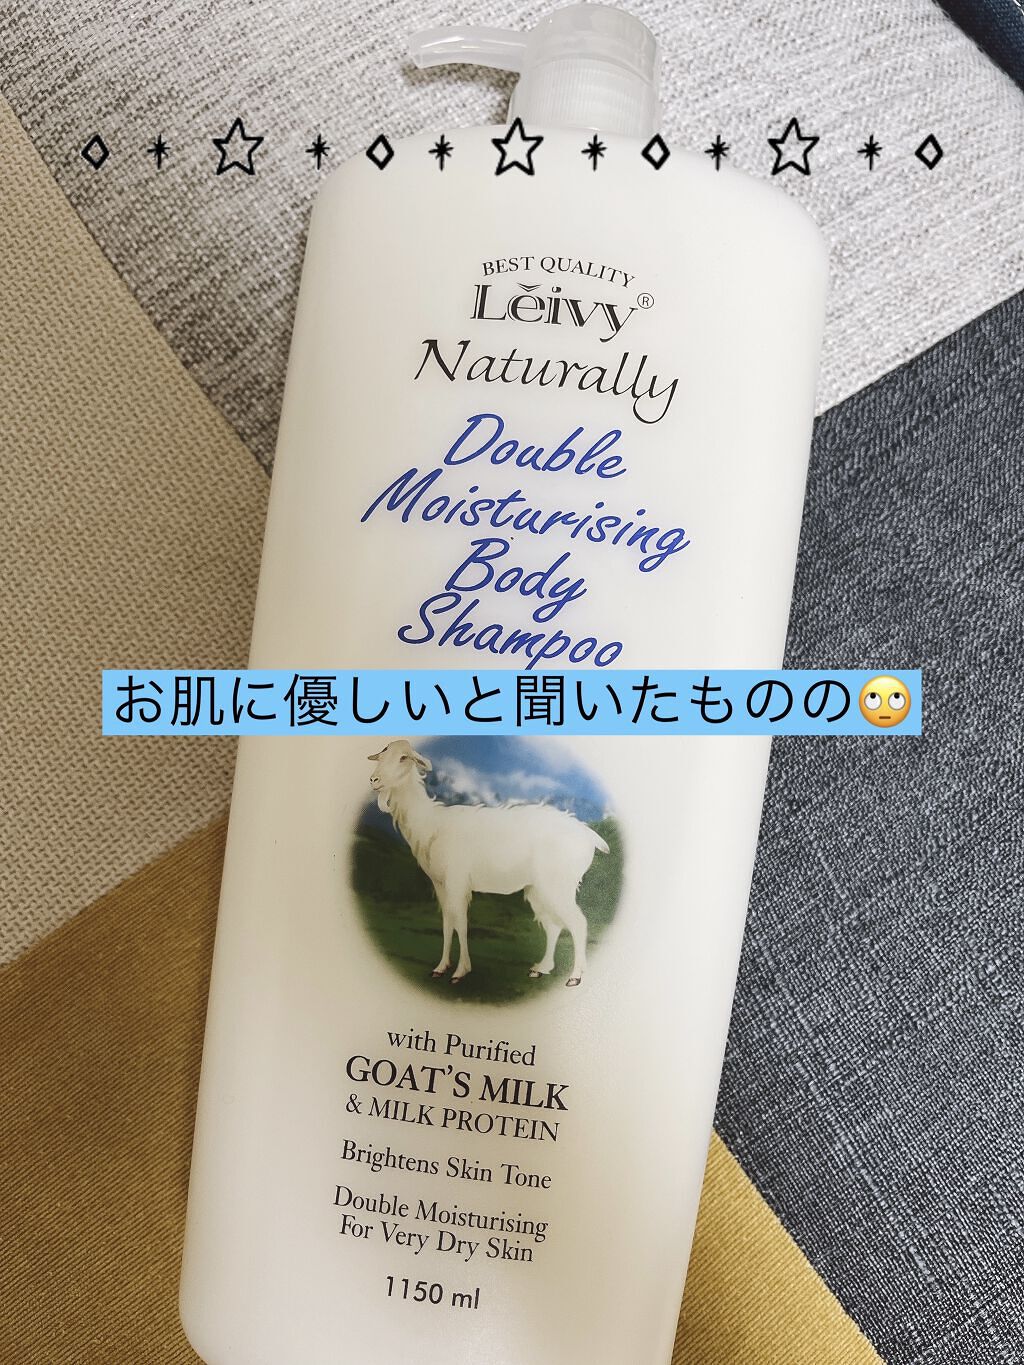 BEST QUALITY
Lěivy®
Naturally
Double
Moisturising
Body
Shampoo
お肌に優しいと聞いたものの🙄
with Purified
GOAT'S MILK
& MILK PROTEIN
Brightens Skin Tone
Double Moisturising
For Very Dry Skin
1150 ml